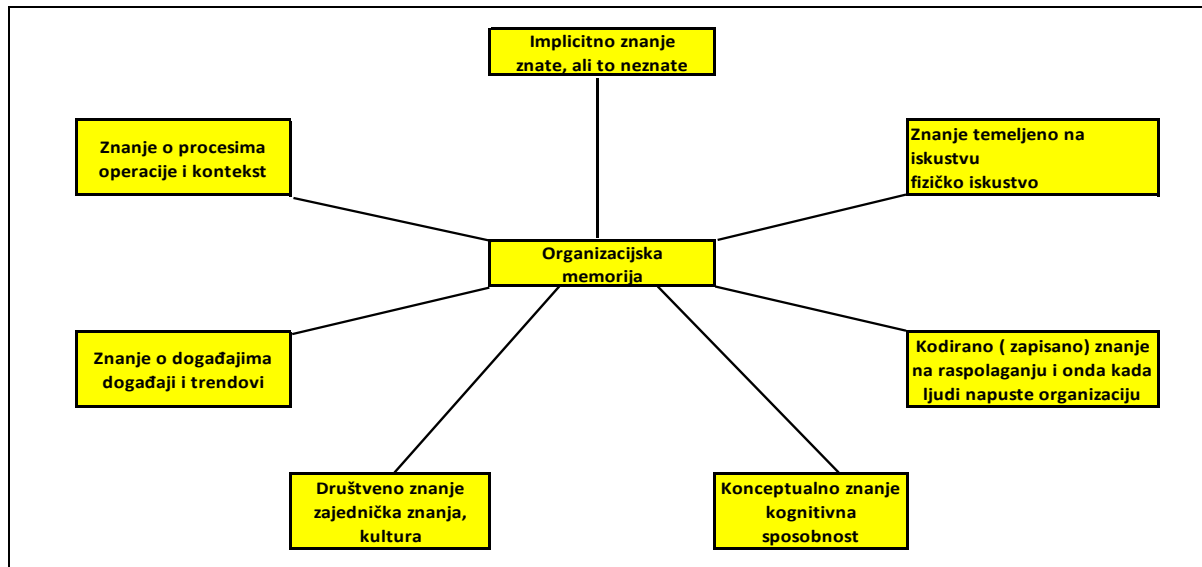 Implicitno znanje
znate, ali to neznate
Znanje o procesima
operacije i kontekst
Znanje temeljeno na
iskustvu
fizičko iskustvo
Organizacijska
memorija
Znanje o događajima
događaji i trendovi
Kodirano ( zapisano) znanje
na raspolaganju i onda kada
ljudi napuste organizaciju
Društveno znanje
zajednička znanja,
kultura
Konceptualno znanje
kognitivna
sposobnost